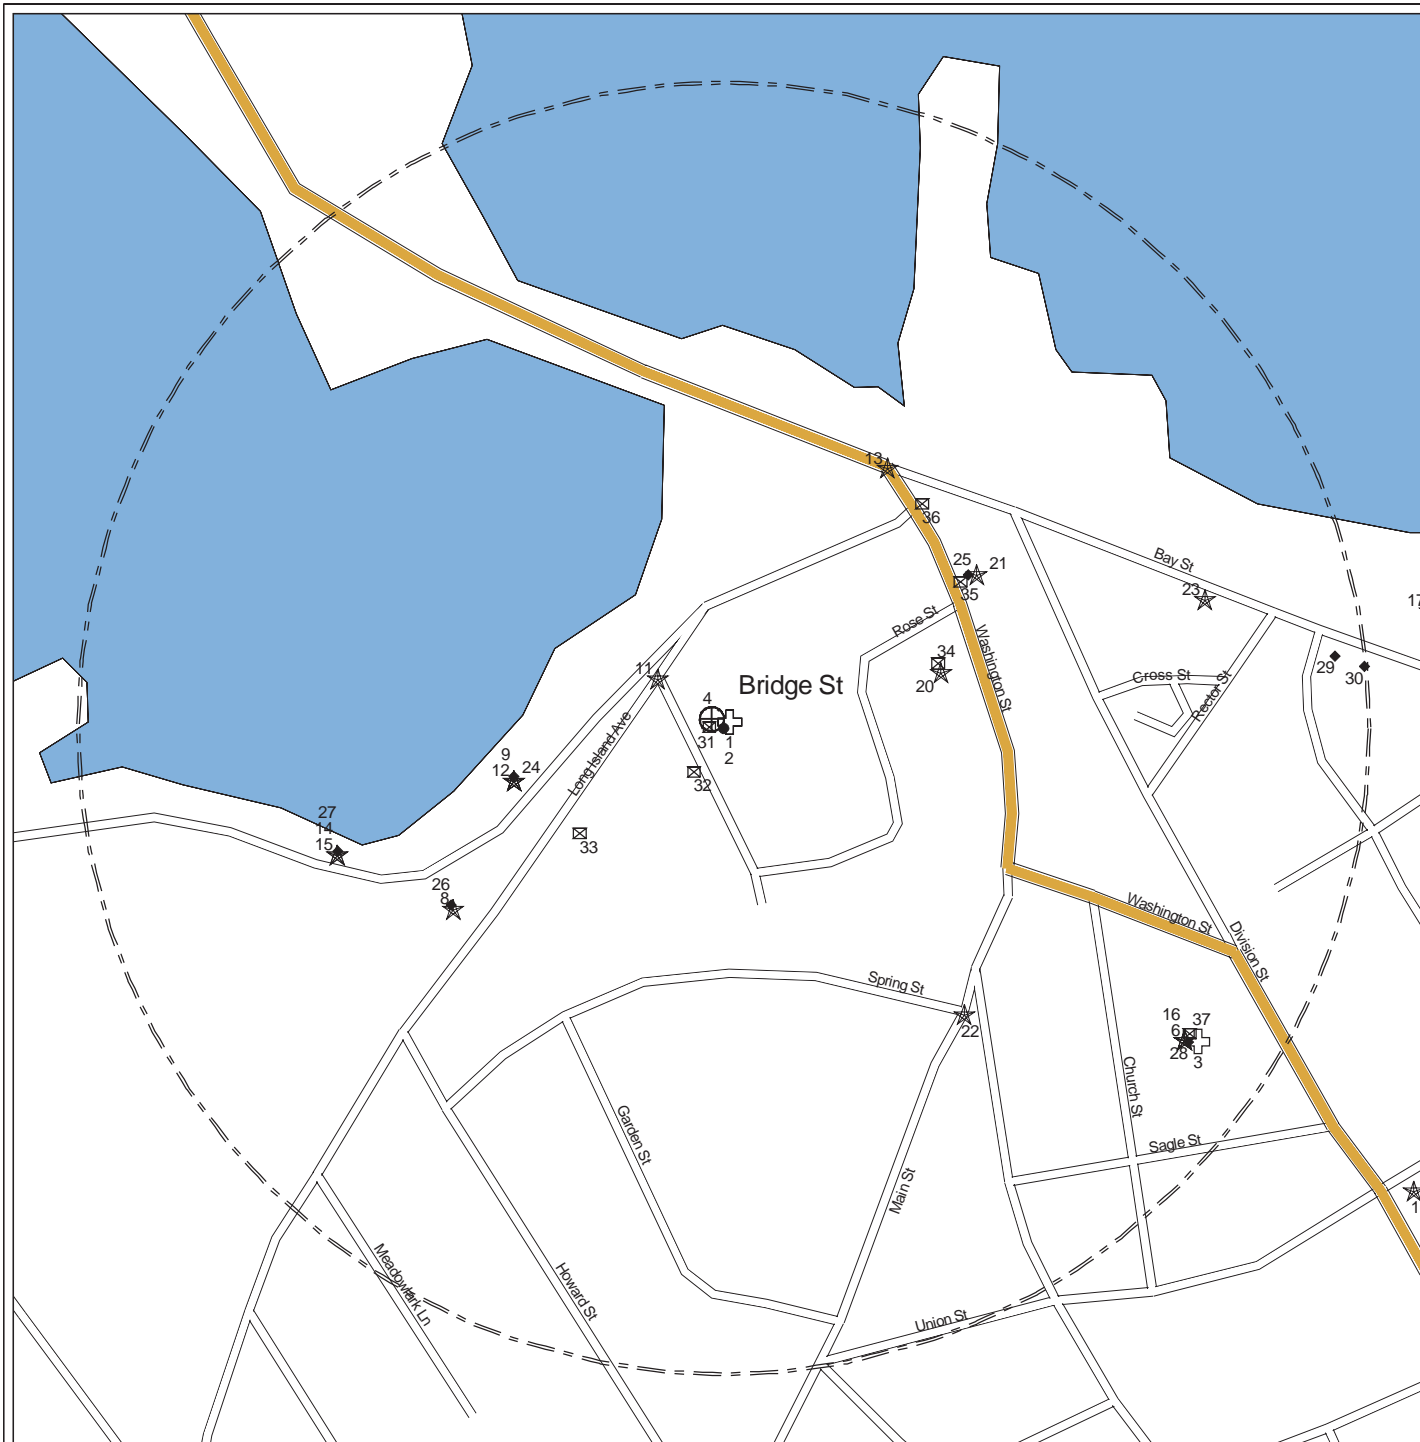 13
36
Bay St
25
21
35
23
17
Rose St
Washington St
34
20
29
30
11
Bridge St
Cross St
Rector St
4
31
1
2
Long Island Ave
32
9
12
24
27
14
15
33
26
8
Washington St
Division St
Spring St
22
16
37
6
28
3
Church St
Garden St
Sagle St
Main St
1
Meadowlark Ln
Howard St
Union St